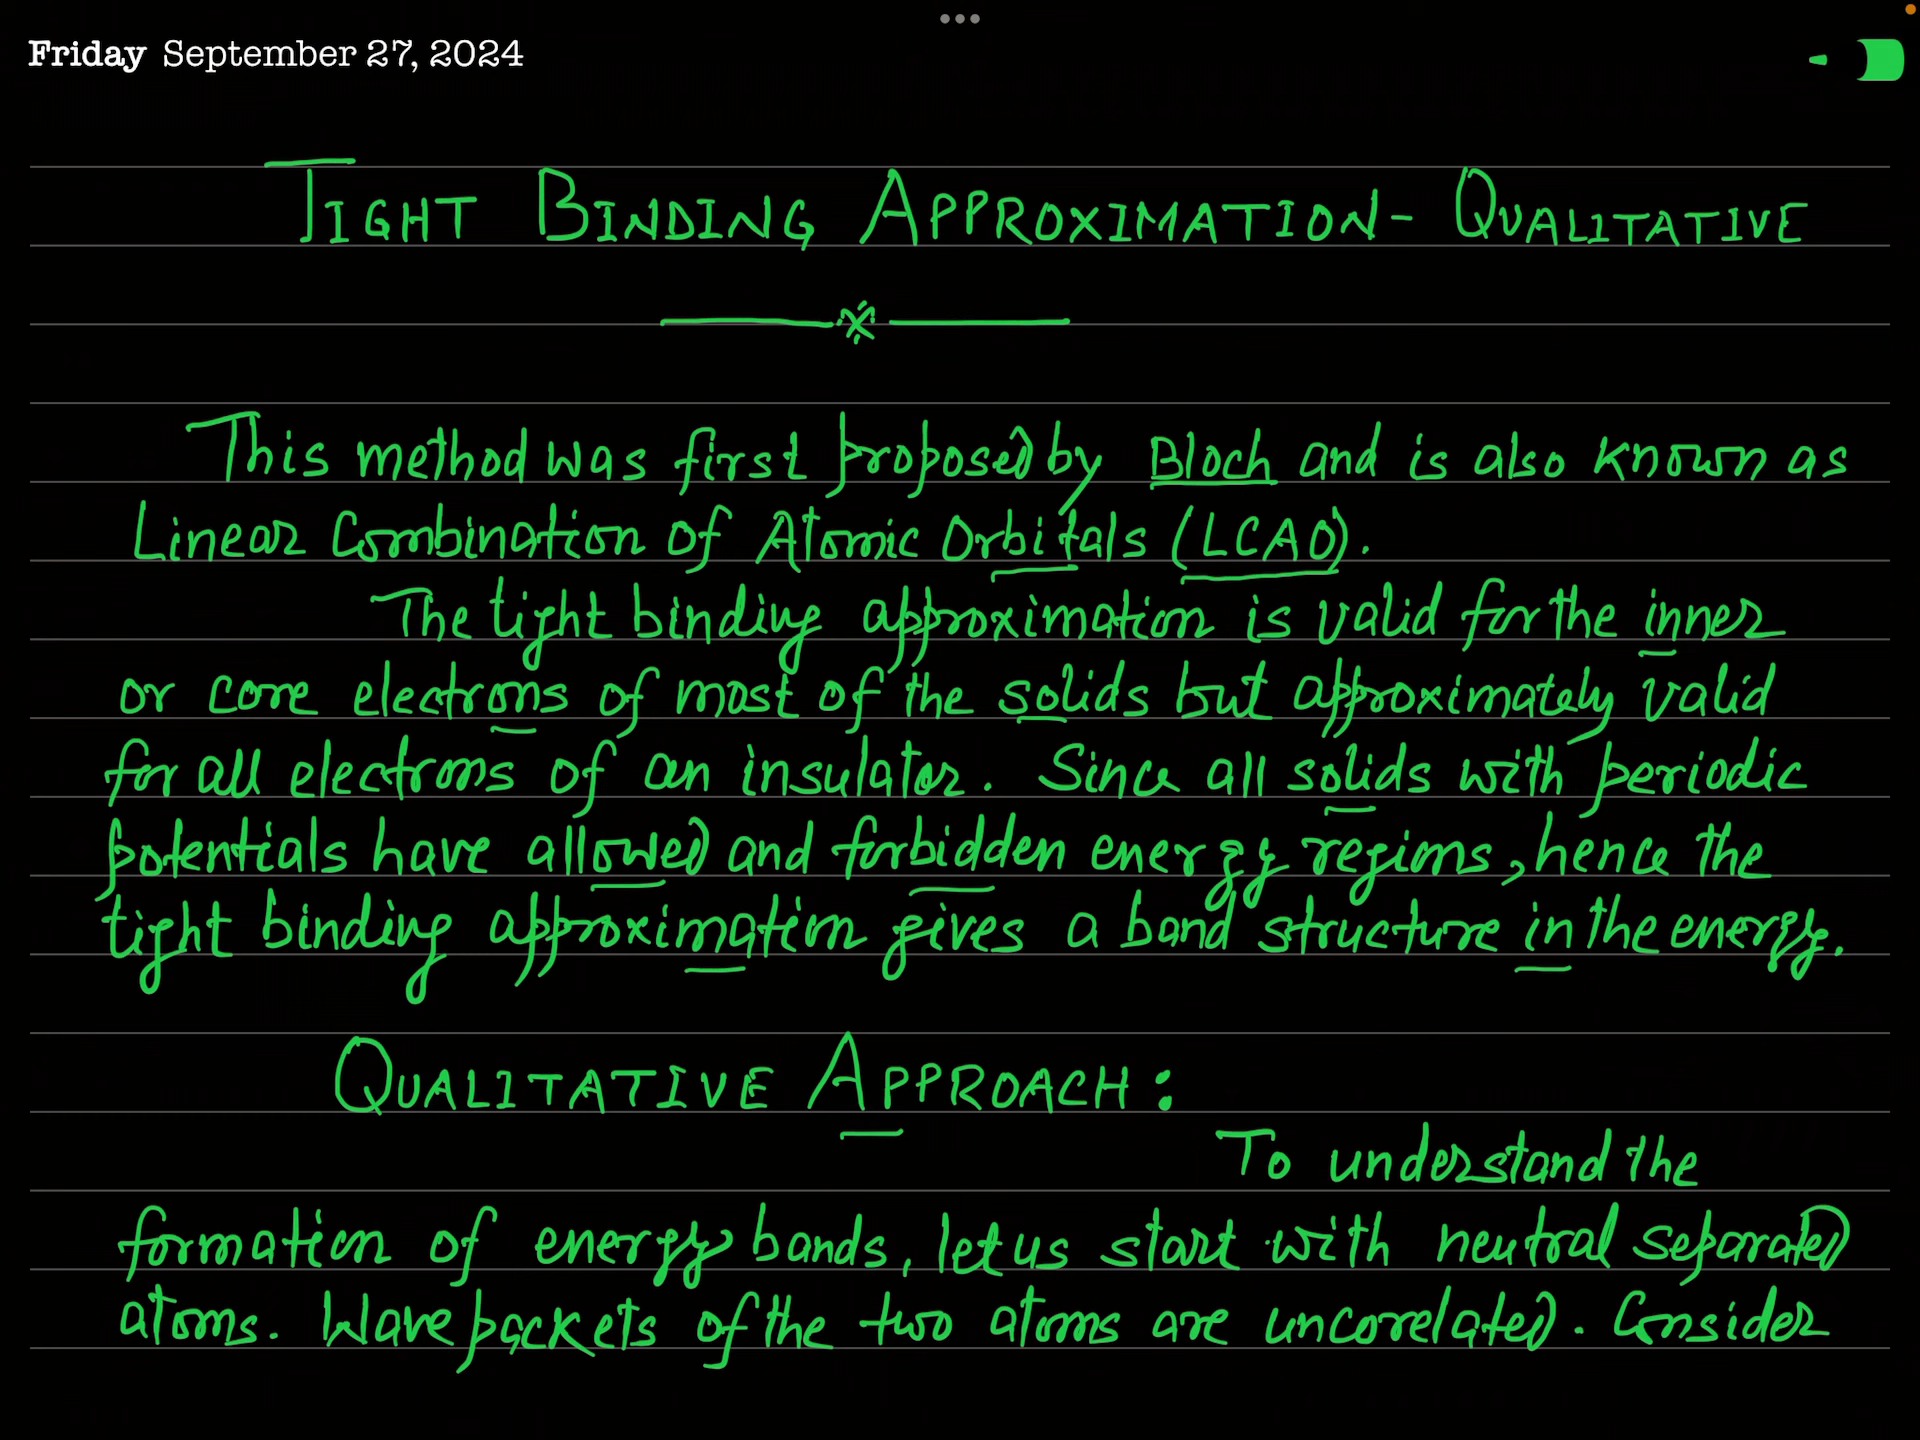 Friday September 27, 2024
TIGHT BINDING APPROXIMATION- QUALITATIVE
This method was first proposed by Bloch and is also known as
Linear Combination of Atomic Orbitals (LCAO).
The tight binding approximation is valid for the inner
or core electrons of most of the solids but approximately valid
for all electrons of an insulator. Since all solids with periodic
potentials have allowed and forbidden energy regions, hence the
tight binding approximation gives a band structure in the energy.
QUALITATIVE APPROACH:
To understand the
formation of energy bands, let us start with neutral separated
atoms. Wave packets of the two atoms are uncorelated. Consider